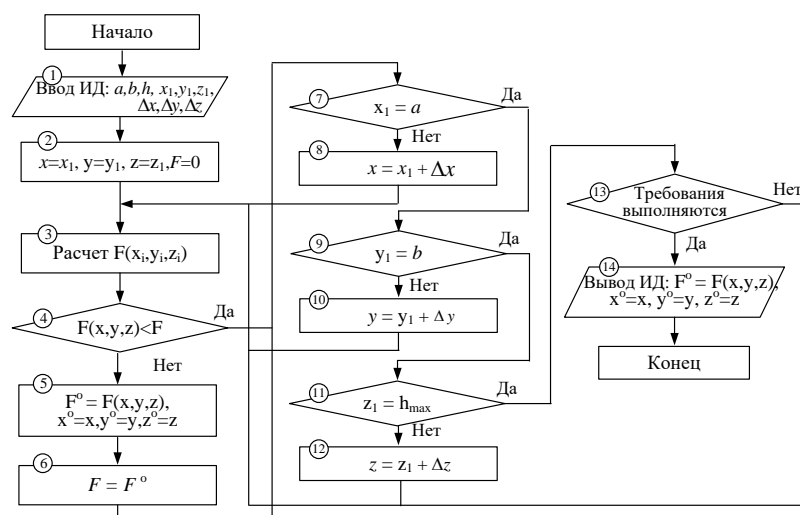 Начало
1
Ввод ИД: a,b,h, x₁,y₁,z₁,
Δx,Δy,Δz
2
x=x₁, y=y₁, z=z₁,F=0
3
Расчет F(xᵢ,yᵢ,zᵢ)
4
F(x,y,z)<F
Да
Нет
5
Fº = F(x,y,z),
xº=x,yº=y,zº=z
6
F = F º
7
x₁ = a
Да
Нет
8
x = x₁ + Δx
9
y₁ = b
Да
Нет
10
y = y₁ + Δy
11
z₁ = hmax
Да
Нет
12
z = z₁ + Δz
13
Требования
выполняются
Нет
Да
14
Вывод ИД: Fº = F(x,y,z),
xº=x, yº=y, zº=z
Конец